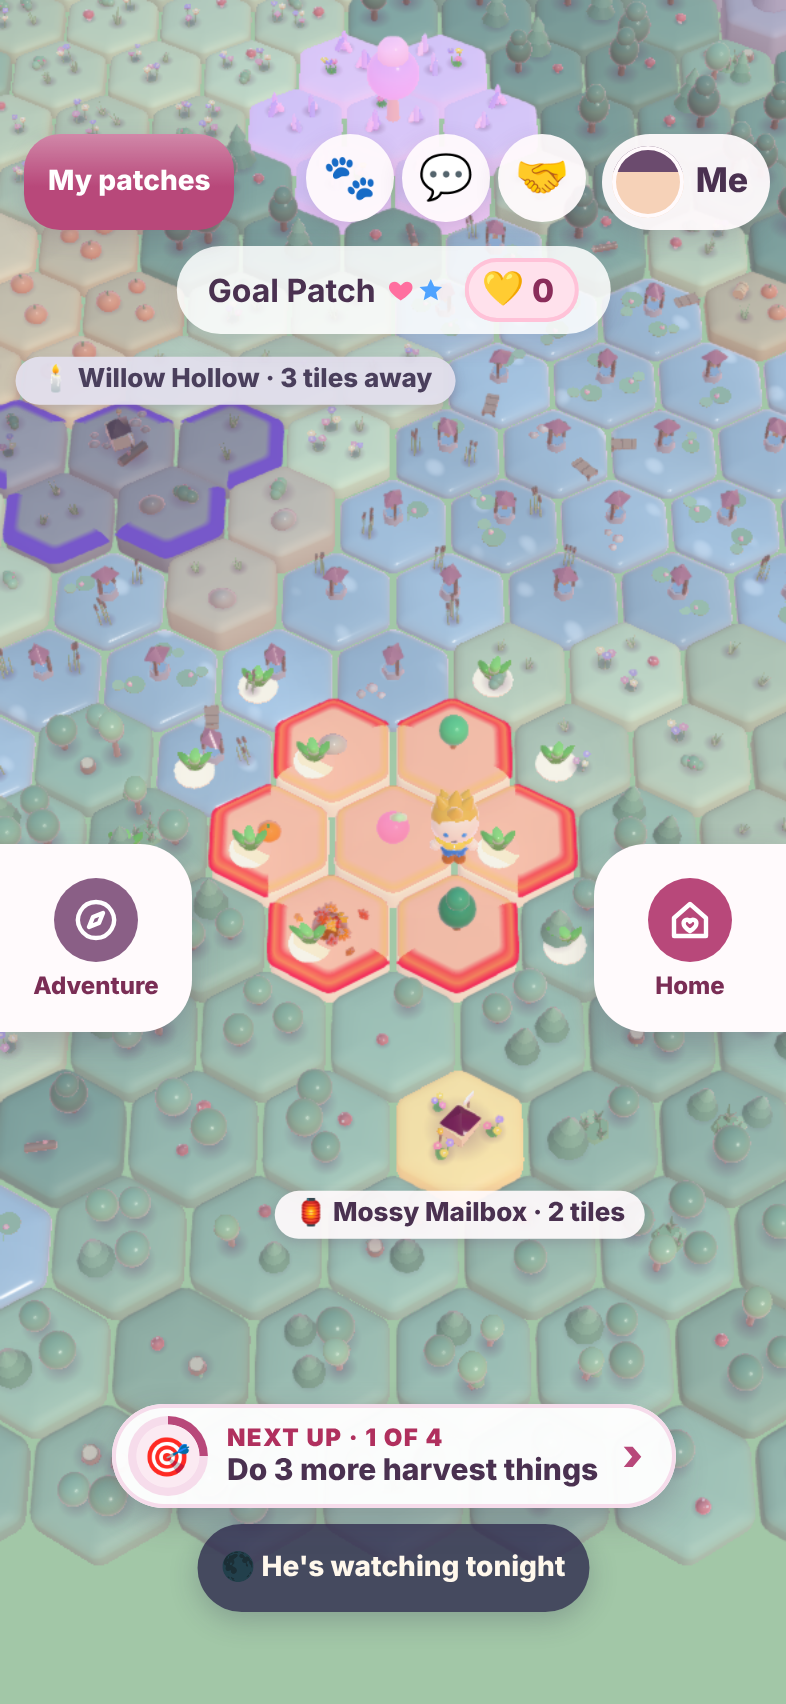 My patches
Me
Goal Patch
0
Willow Hollow · 3 tiles away
Adventure
Home
Mossy Mailbox · 2 tiles
NEXT UP · 1 OF 4
Do 3 more harvest things
He's watching tonight